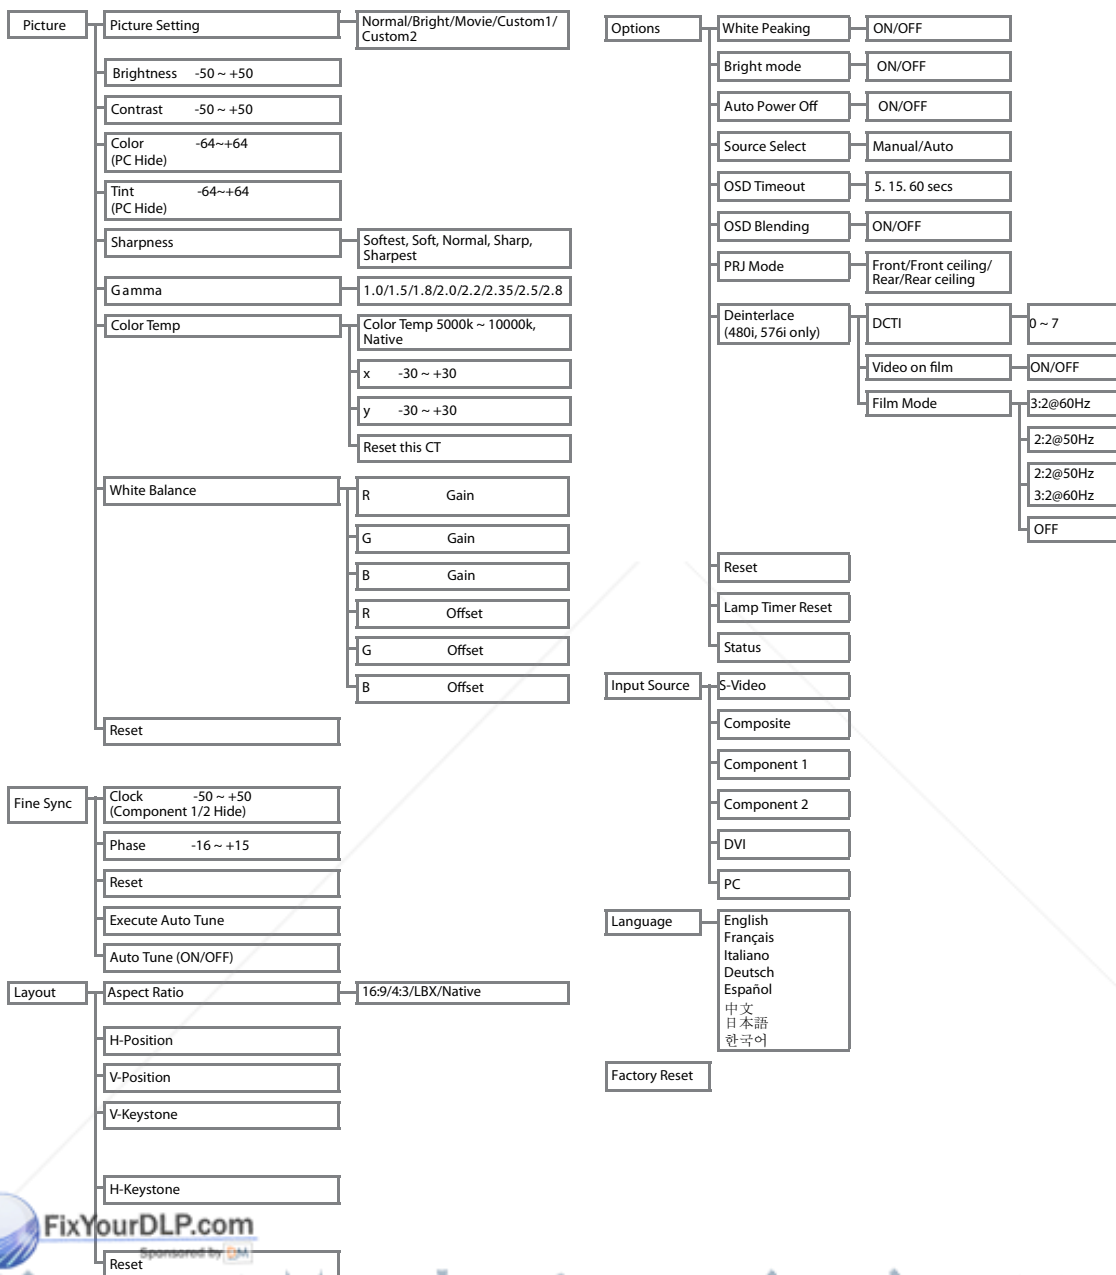 Picture
Picture Setting
Normal/Bright/Movie/Custom1/
Custom2
Brightness -50 ~ +50
Contrast -50 ~ +50
Color -64~+64
(PC Hide)
Tint -64~+64
(PC Hide)
Sharpness
Softest, Soft, Normal, Sharp,
Sharpest
Gamma
1.0/1.5/1.8/2.0/2.2/2.35/2.5/2.8
Color Temp
Color Temp 5000k ~ 10000k,
Native
x -30 ~ +30
y -30 ~ +30
Reset this CT
White Balance
R Gain
G Gain
B Gain
R Offset
G Offset
B Offset
Reset
Fine Sync
Clock -50 ~ +50
(Component 1/2 Hide)
Phase -16 ~ +15
Reset
Execute Auto Tune
Auto Tune (ON/OFF)
Layout
Aspect Ratio
16:9/4:3/LBX/Native
H-Position
V-Position
V-Keystone
H-Keystone
Reset
Options
White Peaking
ON/OFF
Bright mode
ON/OFF
Auto Power Off
ON/OFF
Source Select
Manual/Auto
OSD Timeout
5. 15. 60 secs
OSD Blending
ON/OFF
PRJ Mode
Front/Front ceiling/
Rear/Rear ceiling
Deinterlace
(480i, 576i only)
DCTI
0 ~ 7
Video on film
ON/OFF
Film Mode
3:2@60Hz
2:2@50Hz
2:2@50Hz
3:2@60Hz
OFF
Reset
Lamp Timer Reset
Status
Input Source
S-Video
Composite
Component 1
Component 2
DVI
PC
Language
English
Français
Italiano
Deutsch
Español
中文
日本語
한국어
Factory Reset
FixYourDLP.com
Sponsored by DM